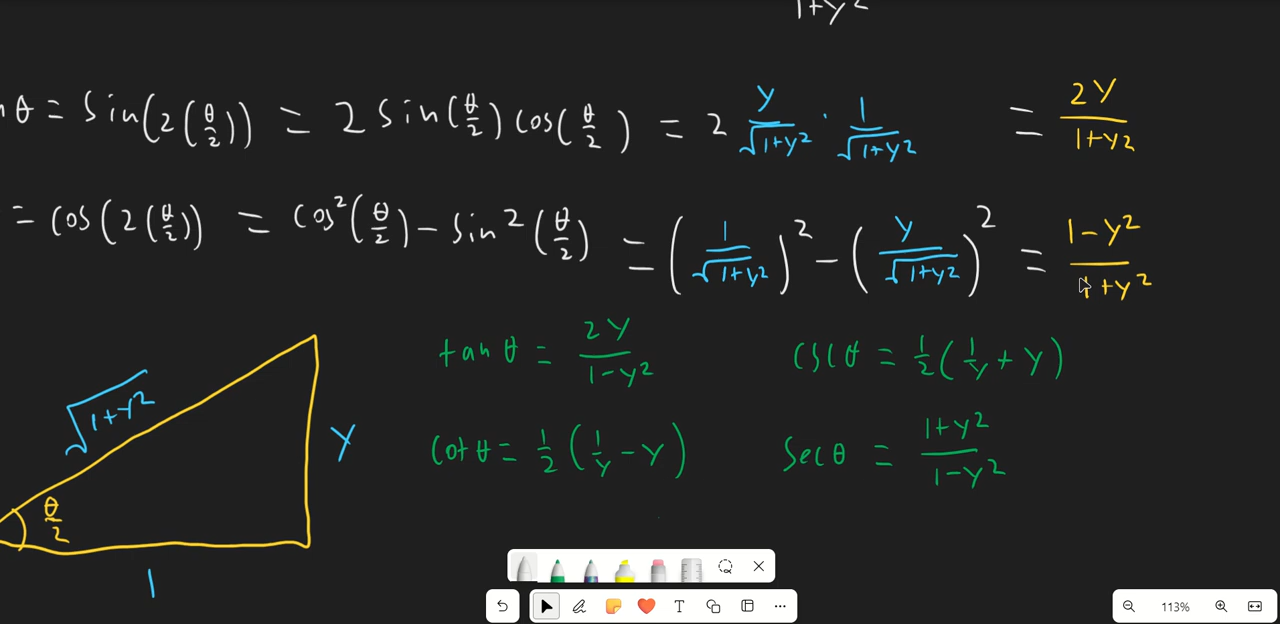 1+y²
n θ = sin(2(θ/2)) = 2 sin(θ/2) cos(θ/2) = 2 y/√(1+y²) · 1/√(1+y²) = 2y/(1+y²)
= cos(2(θ/2)) = cos²(θ/2) − sin²(θ/2) = (1/√(1+y²))² − (y/√(1+y²))² = (1−y²)/(1+y²)
tan θ = 2y/(1−y²)
csc θ = 1/2 (1/y + y)
√(1+y²)
y
cot θ = 1/2 (1/y − y)
sec θ = (1+y²)/(1−y²)
θ/2
1
T
113%